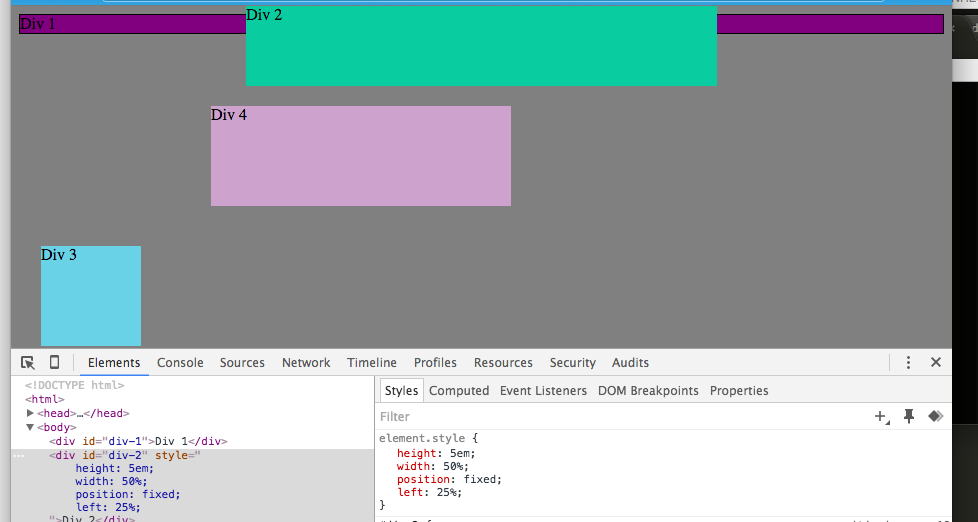 Div 1
Div 2
Div 4
Div 3
Elements Console Sources Network Timeline Profiles Resources Security Audits
<!DOCTYPE html>
<html>
▶<head>…</head>
▼<body>
<div id="div-1">Div 1</div>
<div id="div-2" style="
height: 5em;
width: 50%;
position: fixed;
left: 25%;
">Div 2</div>
Styles Computed Event Listeners DOM Breakpoints Properties
Filter
element.style {
height: 5em;
width: 50%;
position: fixed;
left: 25%;
}